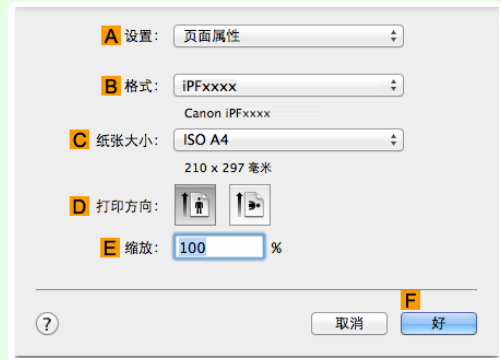 A 设置: 页面属性
B 格式: iPFxxxx
Canon iPFxxxx
C 纸张大小: ISO A4
210 x 297 毫米
D 打印方向:
E 缩放: 100 %
F
? 取消 好